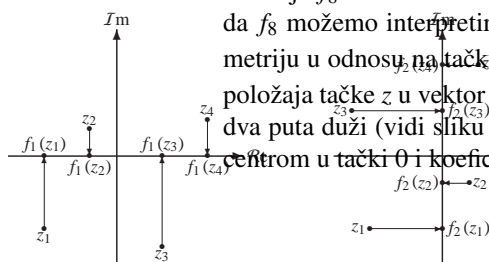 Im
da f₈ možemo interpretir
metriju u odnosu na tačk
položaja tačke z u vektor
dva puta duži (vidi sliku
centrom u tački 0 i koefic
z₂
z₄
f₁(z₁)
f₁(z₂)
f₁(z₃)
f₁(z₄)
z₁
z₃
Im
f₂(z₄)
z₃
f₂(z₃)
f₂(z₂)
z₂
z₁
f₂(z₁)